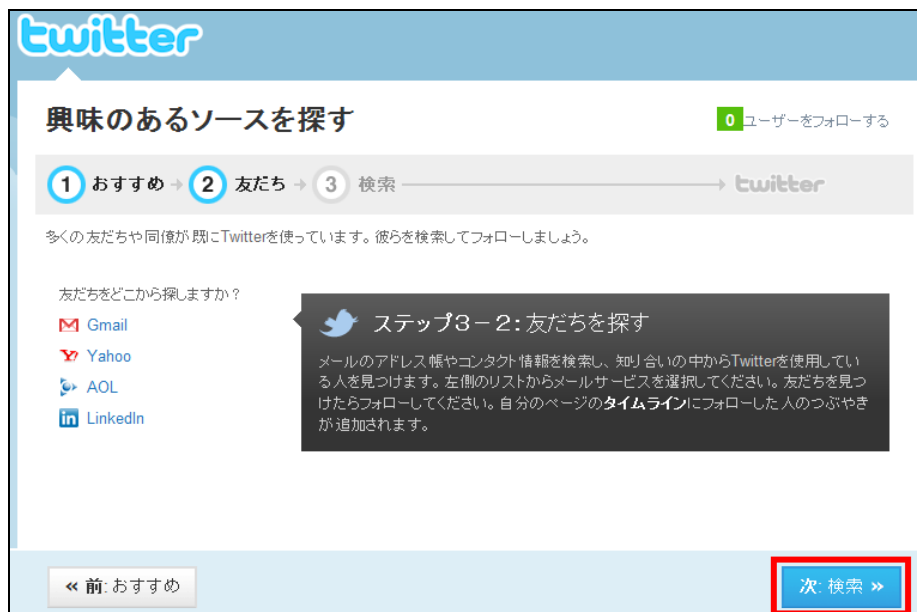 twitter
興味のあるソースを探す
0 ユーザーをフォローする
1 おすすめ 2 友だち 3 検索 twitter
多くの友だちや同僚が既にTwitterを使っています。彼らを検索してフォローしましょう。
友だちをどこから探しますか？
Gmail
Yahoo
AOL
LinkedIn
ステップ3－2：友だちを探す
メールのアドレス帳やコンタクト情報を検索し、知り合いの中からTwitterを使用してい
る人を見つけます。左側のリストからメールサービスを選択してください。友だちを見つ
けたらフォローしてください。自分のページのタイムラインにフォローした人のつぶやき
が追加されます。
« 前: おすすめ
次: 検索 »